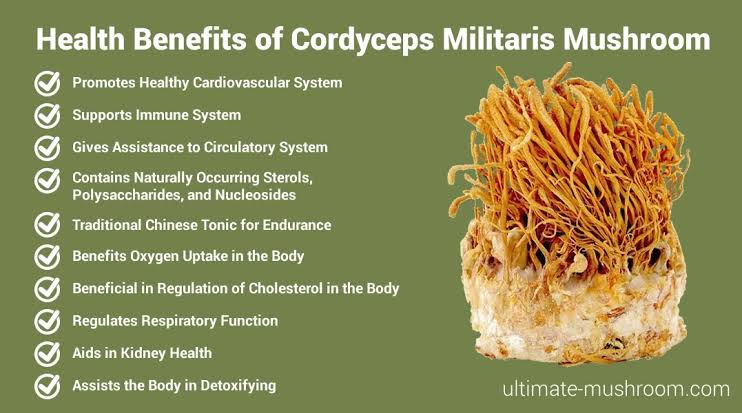 Health Benefits of Cordyceps Militaris Mushroom
Promotes Healthy Cardiovascular System
Supports Immune System
Gives Assistance to Circulatory System
Contains Naturally Occurring Sterols,
Polysaccharides, and Nucleosides
Traditional Chinese Tonic for Endurance
Benefits Oxygen Uptake in the Body
Beneficial in Regulation of Cholesterol in the Body
Regulates Respiratory Function
Aids in Kidney Health
Assists the Body in Detoxifying
ultimate-mushroom.com